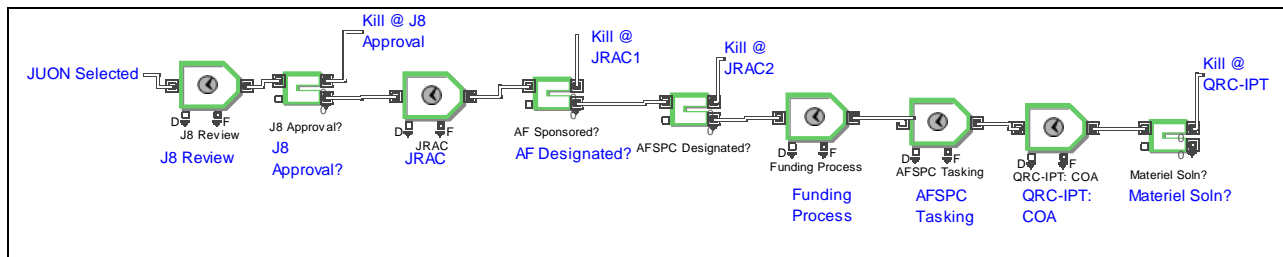 Kill @ J8
Approval
Kill @
JRAC1
Kill @
JRAC2
Kill @
QRC-IPT
JUON Selected
D
F
J8 Review
J8 Review
J8 Approval?
J8
Approval?
D
F
JRAC
JRAC
AF Sponsored?
AF Designated?
AFSPC Designated?
D
F
Funding Process
Funding
Process
D
F
AFSPC Tasking
AFSPC
Tasking
D
F
QRC-IPT: COA
QRC-IPT:
COA
0
0
Materiel Soln?
Materiel Soln?